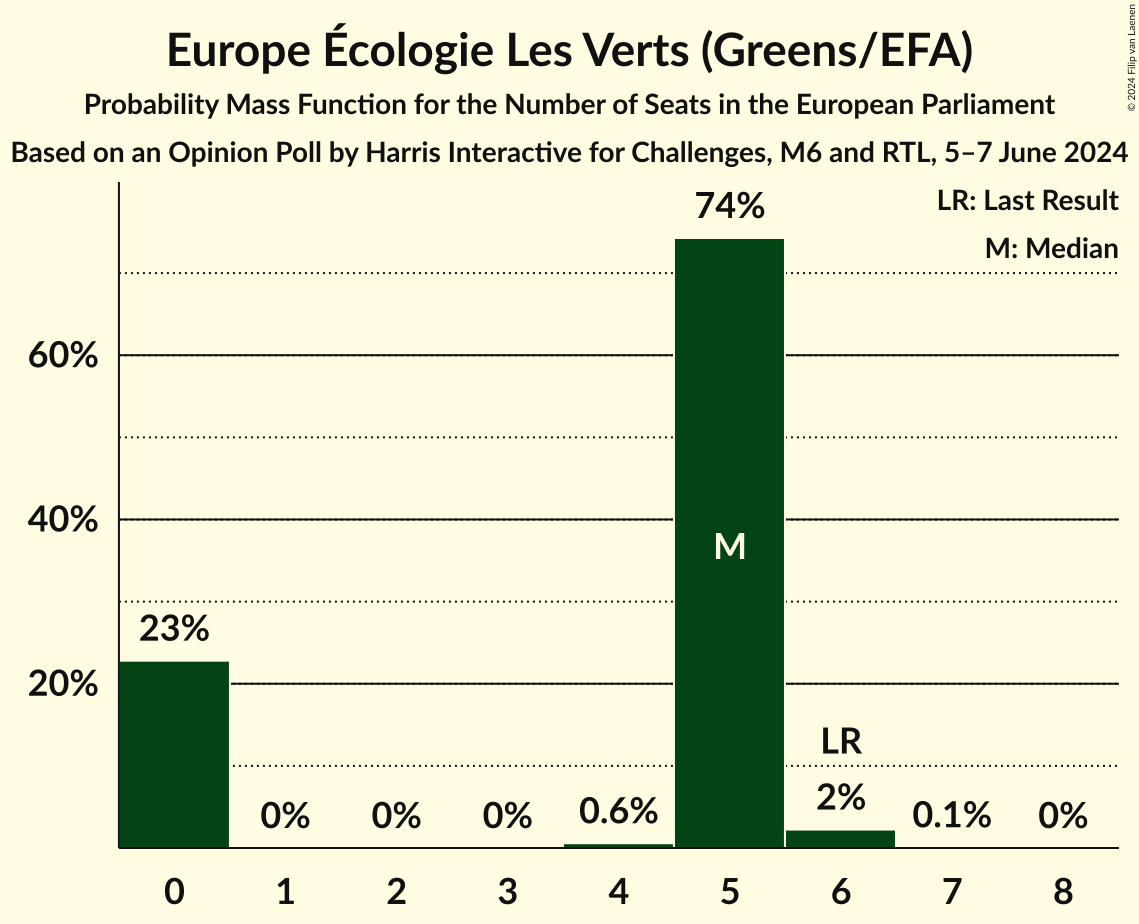 Europe Écologie Les Verts (Greens/EFA)
Probability Mass Function for the Number of Seats in the European Parliament
Based on an Opinion Poll by Harris Interactive for Challenges, M6 and RTL, 5–7 June 2024
© 2024 Filip van Laenen
LR: Last Result
M: Median
74%
60%
40%
M
23%
20%
LR
0%
0%
0%
0.6%
2%
0.1%
0%
0 1 2 3 4 5 6 7 8